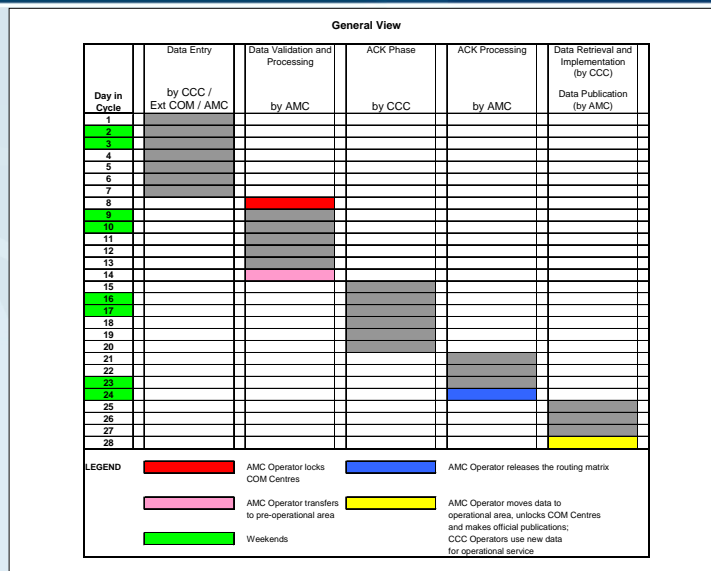 General View
Data Entry
by CCC /
Ext COM / AMC
Data Validation and
Processing
by AMC
ACK Phase
by CCC
ACK Processing
by AMC
Data Retrieval and
Implementation
(by CCC)
Data Publication
(by AMC)
Day in
Cycle
1
2
3
4
5
6
7
8
9
10
11
12
13
14
15
16
17
18
19
20
21
22
23
24
25
26
27
28
LEGEND
AMC Operator locks
COM Centres
AMC Operator releases the routing matrix
AMC Operator transfers
to pre-operational area
AMC Operator moves data to
operational area, unlocks COM Centres
and makes official publications;
CCC Operators use new data
for operational service
Weekends